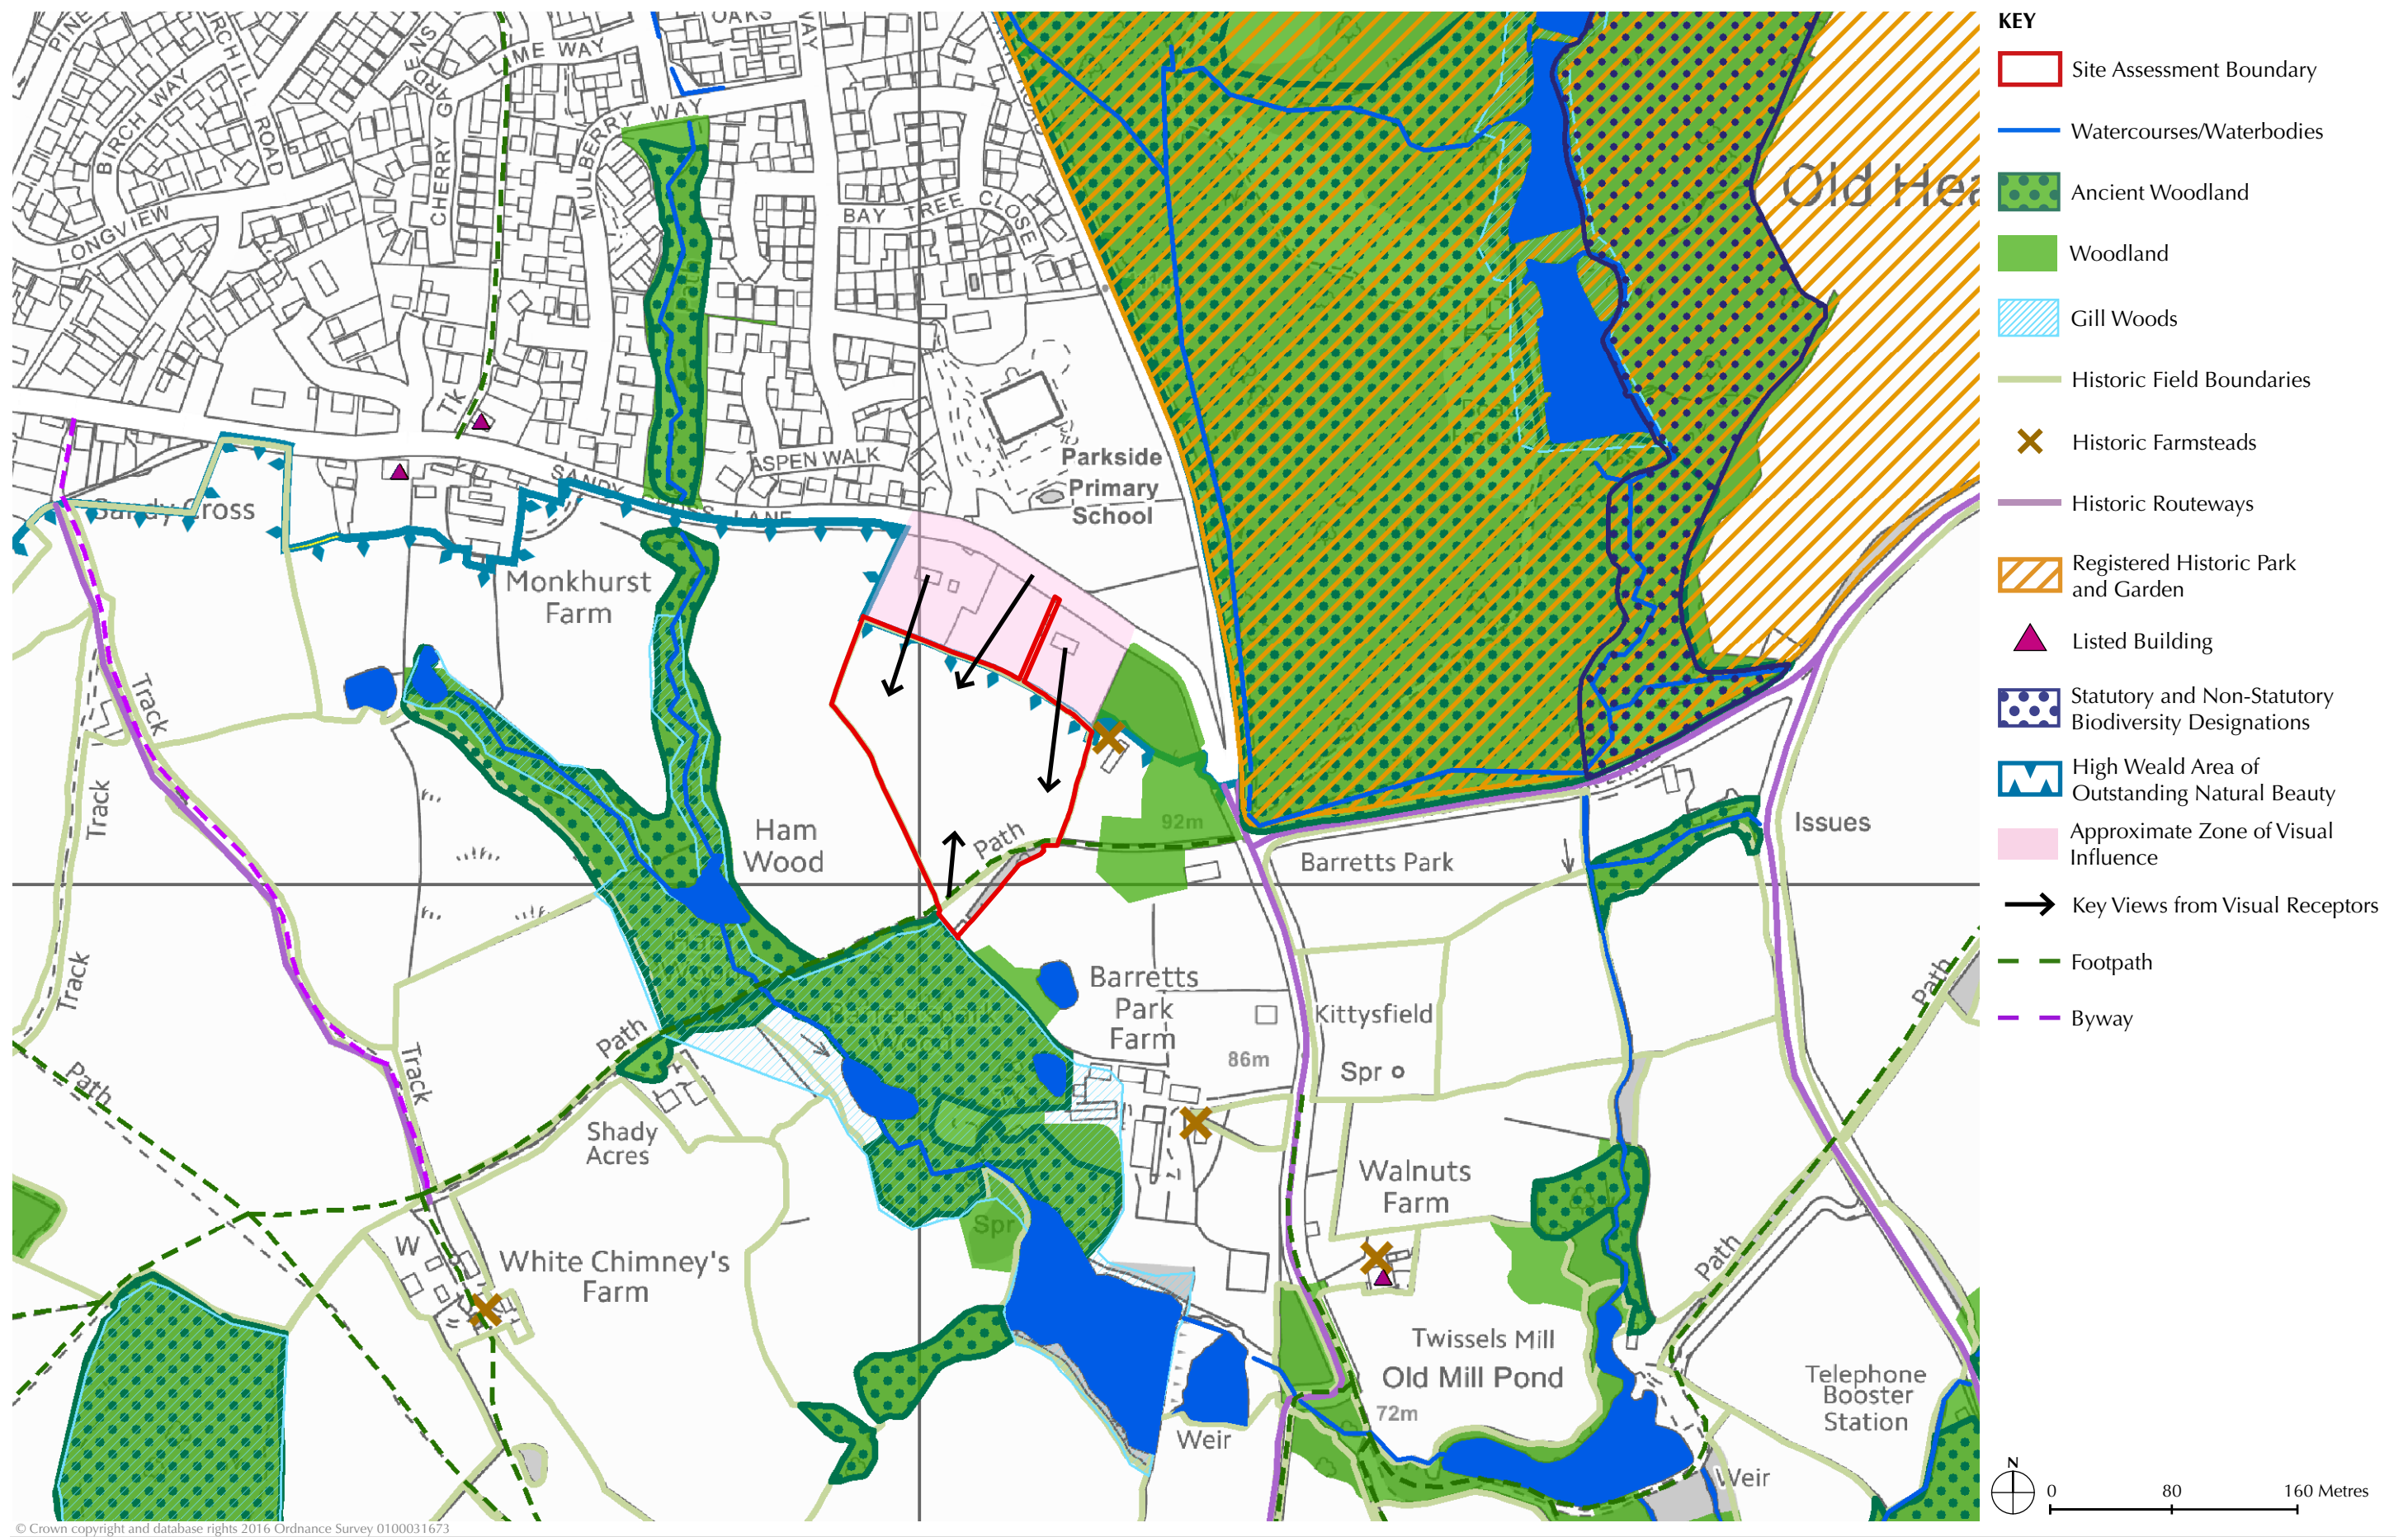 OAKS
WAY
LIME WAY
BIRCH WAY
ROAD
CHERRY
GARDENS
MULBERRY WAY
LONGVIEW
BAY TREE CLOSE
Old Hea
Tk
ASPEN WALK
Parkside
Primary
School
SANDY
LANE
Sandy Cross
Monkhurst
Farm
Track
Track
Track
Track
Ham
Wood
Path
92m
Barretts Park
Issues
Ham
Wood
Barrettspark
Wood
Barretts
Park
Farm
Kittysfield
86m
Spr
Path
Path
Path
Shady
Acres
Walnuts
Farm
Path
W
White Chimney's
Farm
Spr
Twissels Mill
Old Mill Pond
72m
Weir
Telephone
Booster
Station
Weir
© Crown copyright and database rights 2016 Ordnance Survey 0100031673
KEY
Site Assessment Boundary
Watercourses/Waterbodies
Ancient Woodland
Woodland
Gill Woods
Historic Field Boundaries
Historic Farmsteads
Historic Routeways
Registered Historic Park
and Garden
Listed Building
Statutory and Non-Statutory
Biodiversity Designations
High Weald Area of
Outstanding Natural Beauty
Approximate Zone of Visual
Influence
Key Views from Visual Receptors
Footpath
Byway
N
0 80 160 Metres